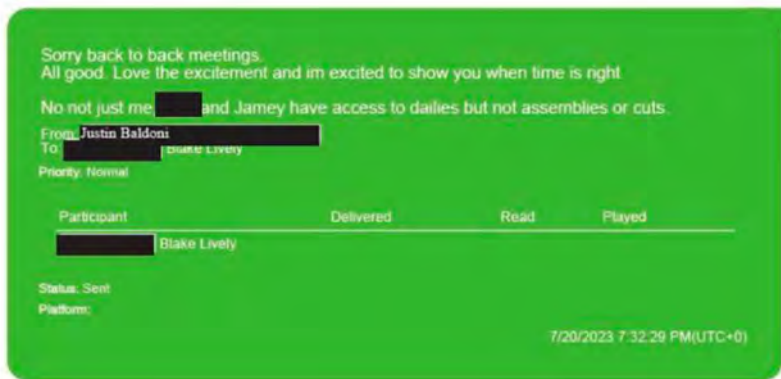 Sorry back to back meetings.
All good. Love the excitement and im excited to show you when time is right
No not just me and Jamey have access to dailies but not assemblies or cuts.
From: Justin Baldoni
To: Blake Lively
Priority: Normal
Participant Delivered Read Played
Blake Lively
Status: Sent
Platform:
7/20/2023 7:32:29 PM(UTC+0)